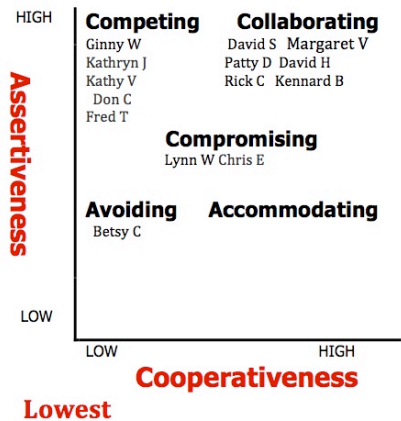 HIGH
Competing Collaborating
Ginny W David S Margaret V
Kathryn J Patty D David H
Kathy V Rick C Kennard B
Don C
Fred T
Assertiveness
Compromising
Lynn W Chris E
Avoiding Accommodating
Betsy C
LOW
LOW HIGH
Cooperativeness
Lowest